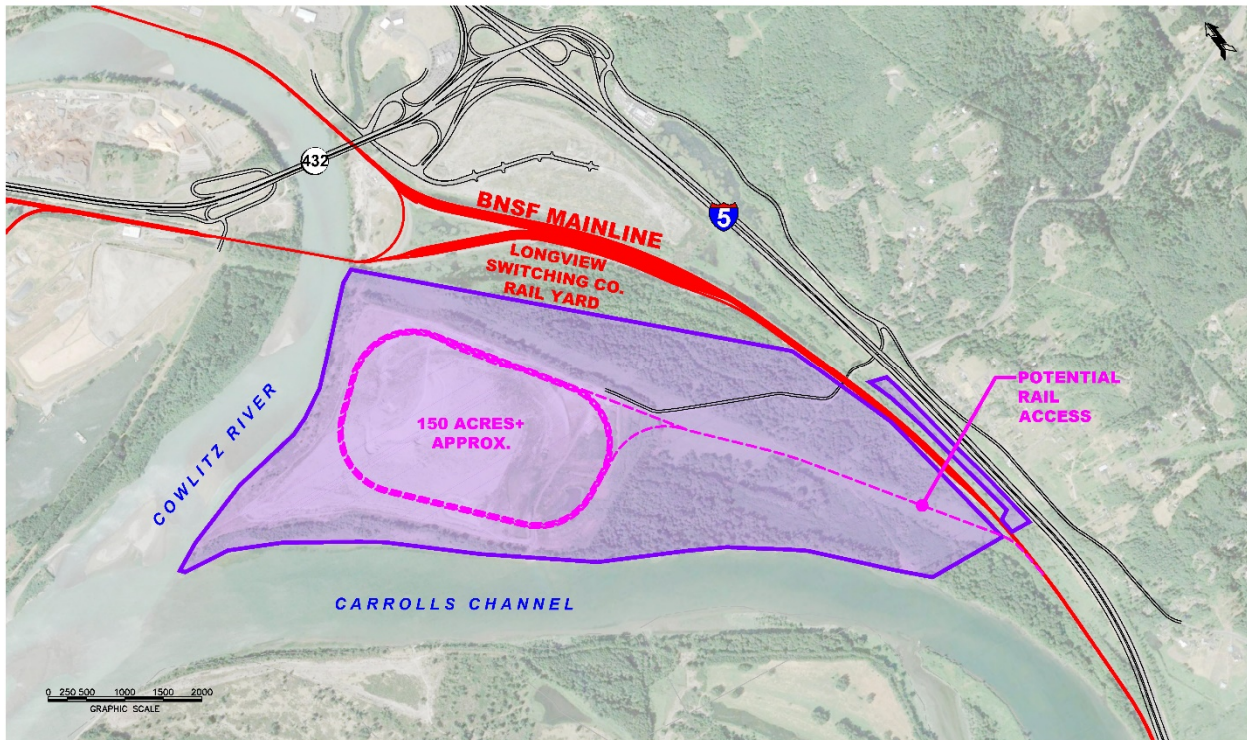 432
BNSF MAINLINE
5
LONGVIEW
SWITCHING CO.
RAIL YARD
POTENTIAL
RAIL
ACCESS
150 ACRES+
APPROX.
COWLITZ RIVER
CARROLLS CHANNEL
0 250 500 1000 1500 2000
GRAPHIC SCALE